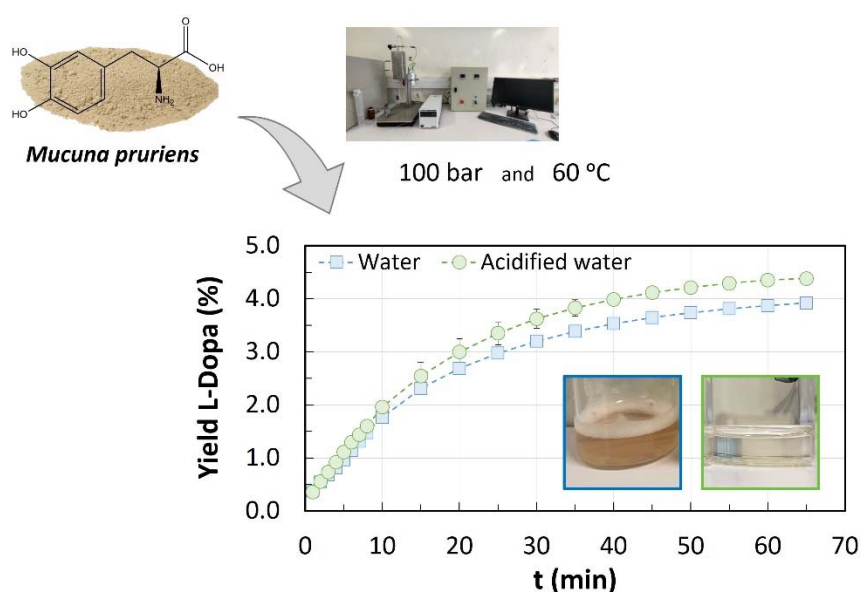 O
HO
OH
NH₂
HO
Mucuna pruriens
100 bar and 60 ºC
5.0
Water
Acidified water
4.0
3.0
2.0
1.0
0.0
Yield L-Dopa (%)
0 10 20 30 40 50 60 70
t (min)